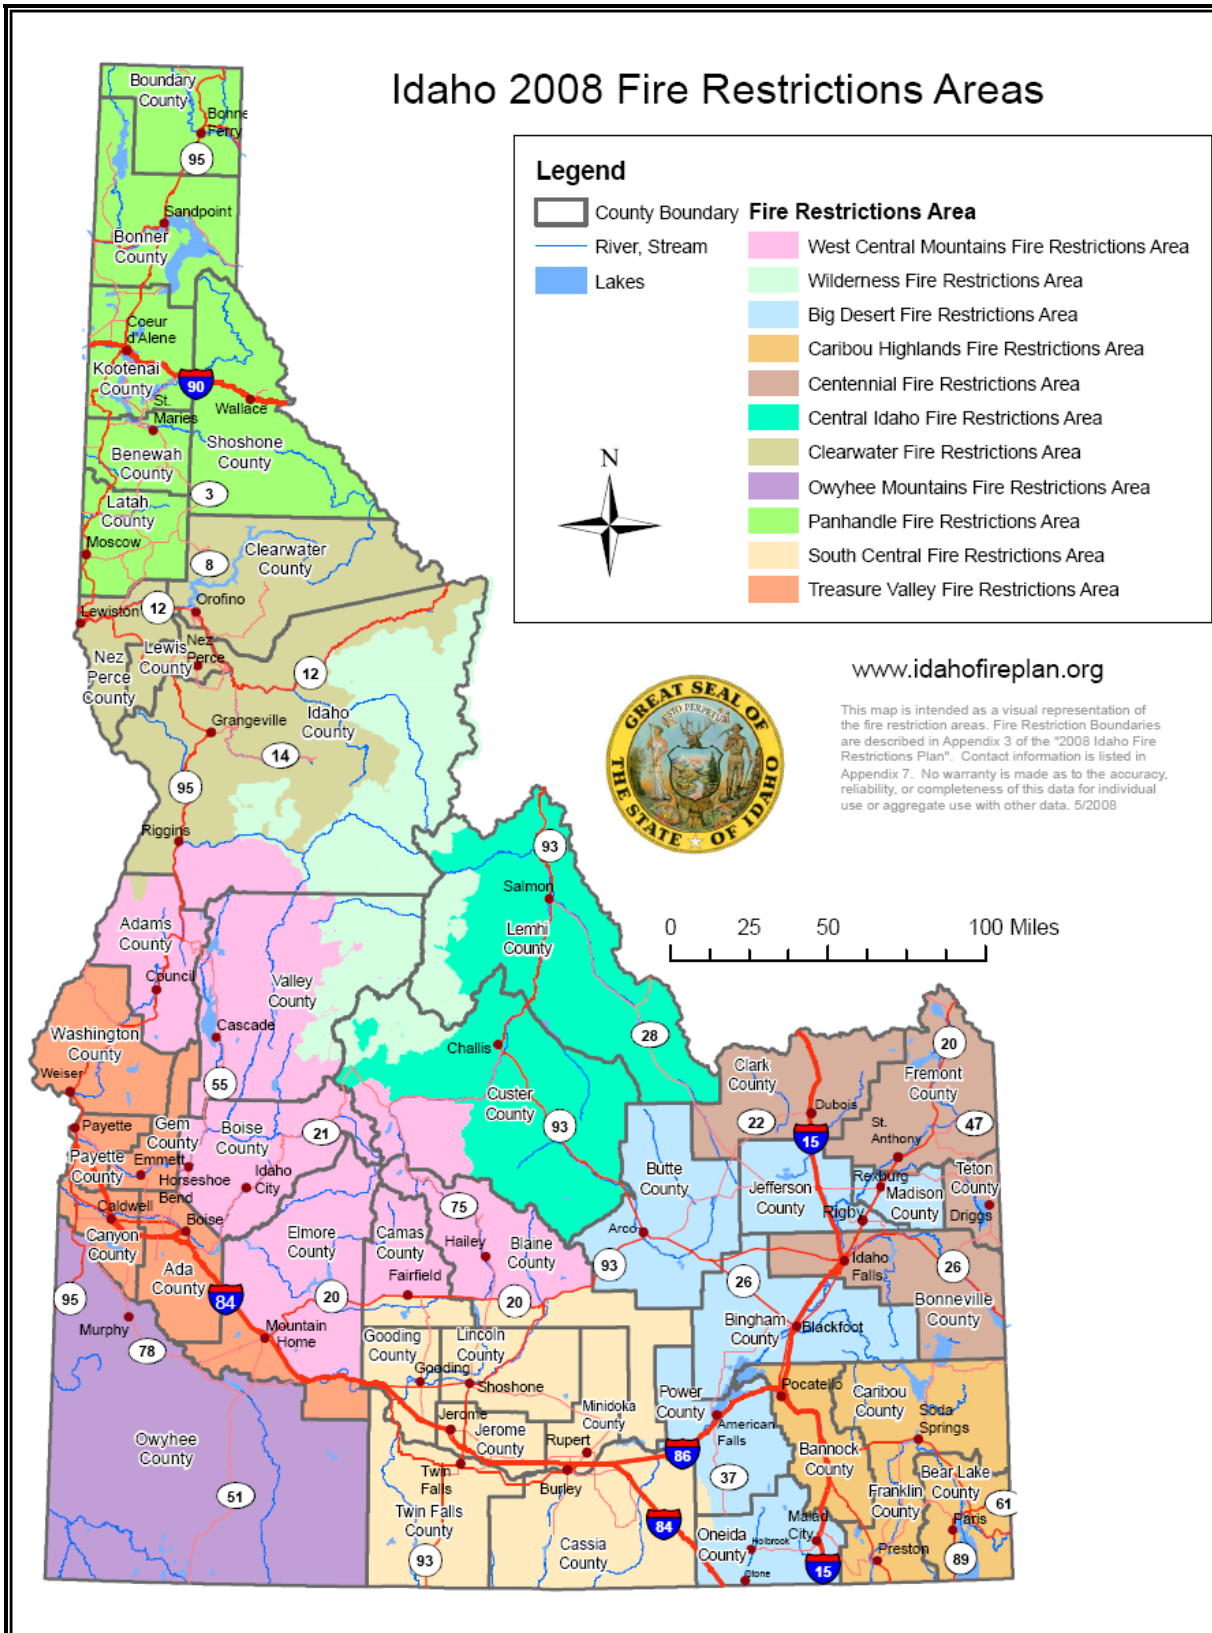 Idaho 2008 Fire Restrictions Areas
Legend
County Boundary
River, Stream
Lakes
Fire Restrictions Area
West Central Mountains Fire Restrictions Area
Wilderness Fire Restrictions Area
Big Desert Fire Restrictions Area
Caribou Highlands Fire Restrictions Area
Centennial Fire Restrictions Area
Central Idaho Fire Restrictions Area
Clearwater Fire Restrictions Area
Owyhee Mountains Fire Restrictions Area
Panhandle Fire Restrictions Area
South Central Fire Restrictions Area
Treasure Valley Fire Restrictions Area
N
www.idahofireplan.org
This map is intended as a visual representation of
the fire restriction areas. Fire Restriction Boundaries
are described in Appendix 3 of the "2008 Idaho Fire
Restrictions Plan". Contact information is listed in
Appendix 7. No warranty is made as to the accuracy,
reliability, or completeness of this data for individual
use or aggregate use with other data. 5/2008
GREAT SEAL OF
THE STATE OF IDAHO
ESTO PERPETUA
0 25 50 100 Miles
Boundary
County
Bonne
Ferry
95
Sandpoint
Bonner
County
Coeur
d'Alene
Kootenai
County
90
St.
Maries
Wallace
Benewah
County
Shoshone
County
3
Latah
County
Moscow
8
Clearwater
County
Lewiston
12
Orofino
Nez
Perce
County
Lewis
County
Nez
Perce
12
Grangeville
Idaho
County
14
95
Riggins
93
Salmon
Lemhi
County
Adams
County
Council
Valley
County
Cascade
Washington
County
Weiser
55
Challis
28
Custer
County
93
Clark
County
20
Fremont
County
Dubois
22
15
St.
Anthony
47
Payette
Gem
County
Boise
County
21
Payette
County
Emmett
Horseshoe
Bend
Idaho
City
Butte
County
Jefferson
County
Rexburg
Madison
County
Teton
County
Driggs
Rigby
Caldwell
Canyon
County
Boise
Elmore
County
Camas
County
75
Hailey
Blaine
County
Arco
93
Ada
County
84
Fairfield
20
20
Idaho
Falls
26
26
Bonneville
County
95
Murphy
78
Mountain
Home
Gooding
County
Lincoln
County
Bingham
County
Blackfoot
Gooding
Shoshone
Power
County
Pocatello
Caribou
County
Soda
Springs
American
Falls
Minidoka
County
Jerome
Jerome
County
Rupert
86
Bannock
County
Owyhee
County
51
Twin
Falls
Burley
37
Franklin
County
Bear Lake
County
61
Twin Falls
County
93
84
Cassia
County
Oneida
County
Holbrook
Malad
City
Paris
Stone
15
Preston
89